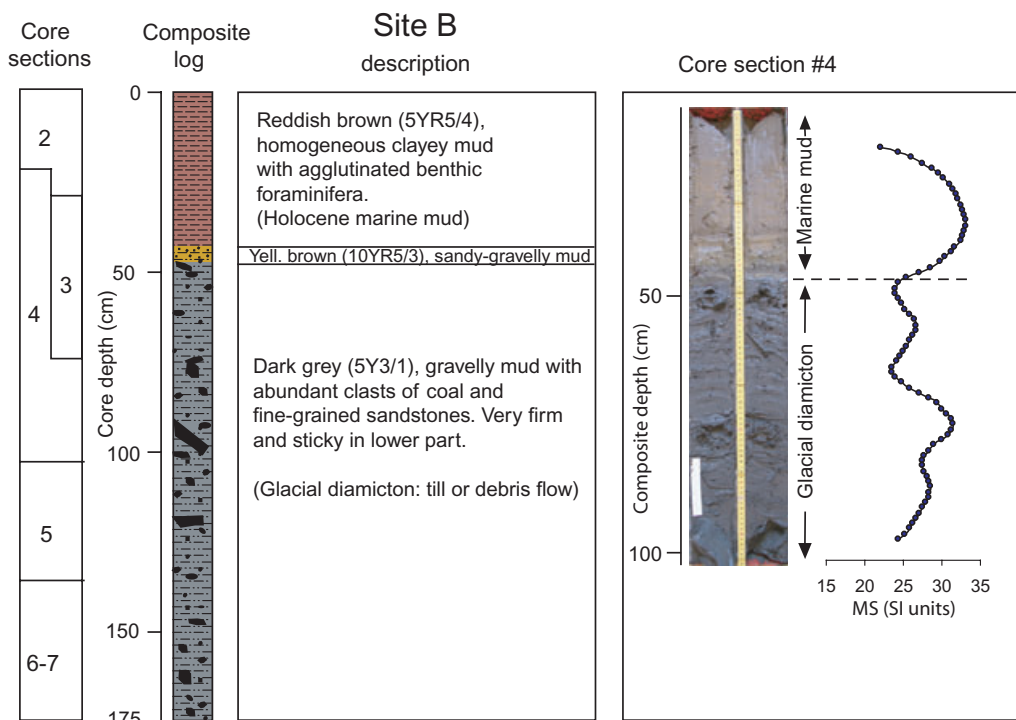 Site B
Core sections
Composite log
description
Core section #4
2
3
4
5
6-7
Core depth (cm)
0
50
100
150
175
Reddish brown (5YR5/4),
homogeneous clayey mud
with agglutinated benthic
foraminifera.
(Holocene marine mud)
Yell. brown (10YR5/3), sandy-gravelly mud
Dark grey (5Y3/1), gravelly mud with
abundant clasts of coal and
fine-grained sandstones. Very firm
and sticky in lower part.
(Glacial diamicton: till or debris flow)
Composite depth (cm)
50
100
Marine mud
Glacial diamicton
15 20 25 30 35
MS (SI units)